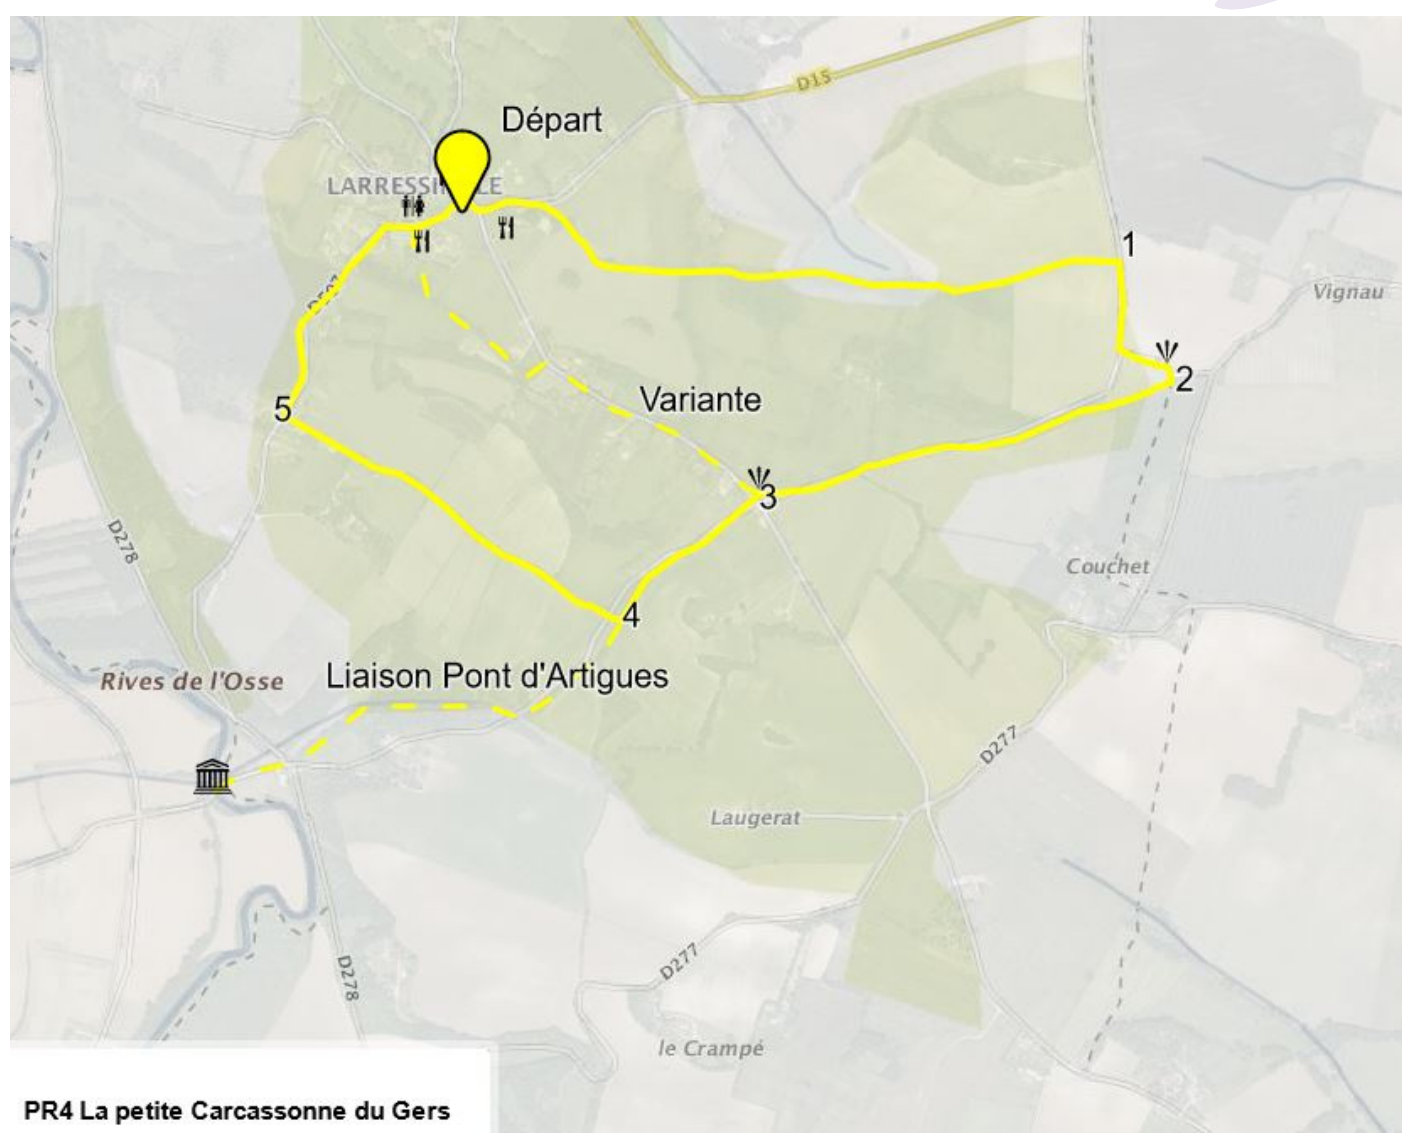 D15
Départ
1
Vignau
2
Variante
5
3
D278
Couchet
4
Rives de l'Osse
Liaison Pont d'Artigues
D277
Laugerat
D277
D278
le Crampé
PR4 La petite Carcassonne du Gers